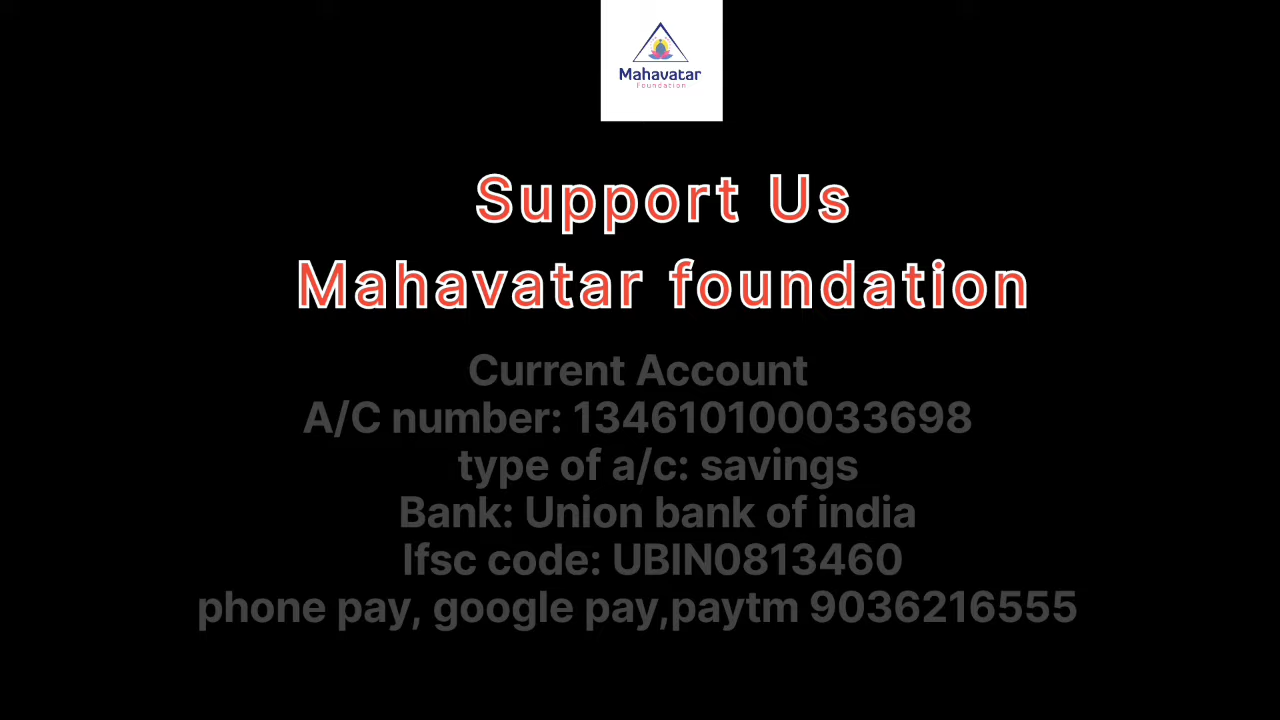 Mahavatar
Foundation
Support Us
Mahavatar foundation
Current Account
A/C number: 134610100033698
type of a/c: savings
Bank: Union bank of india
Ifsc code: UBIN0813460
phone pay, google pay,paytm 9036216555